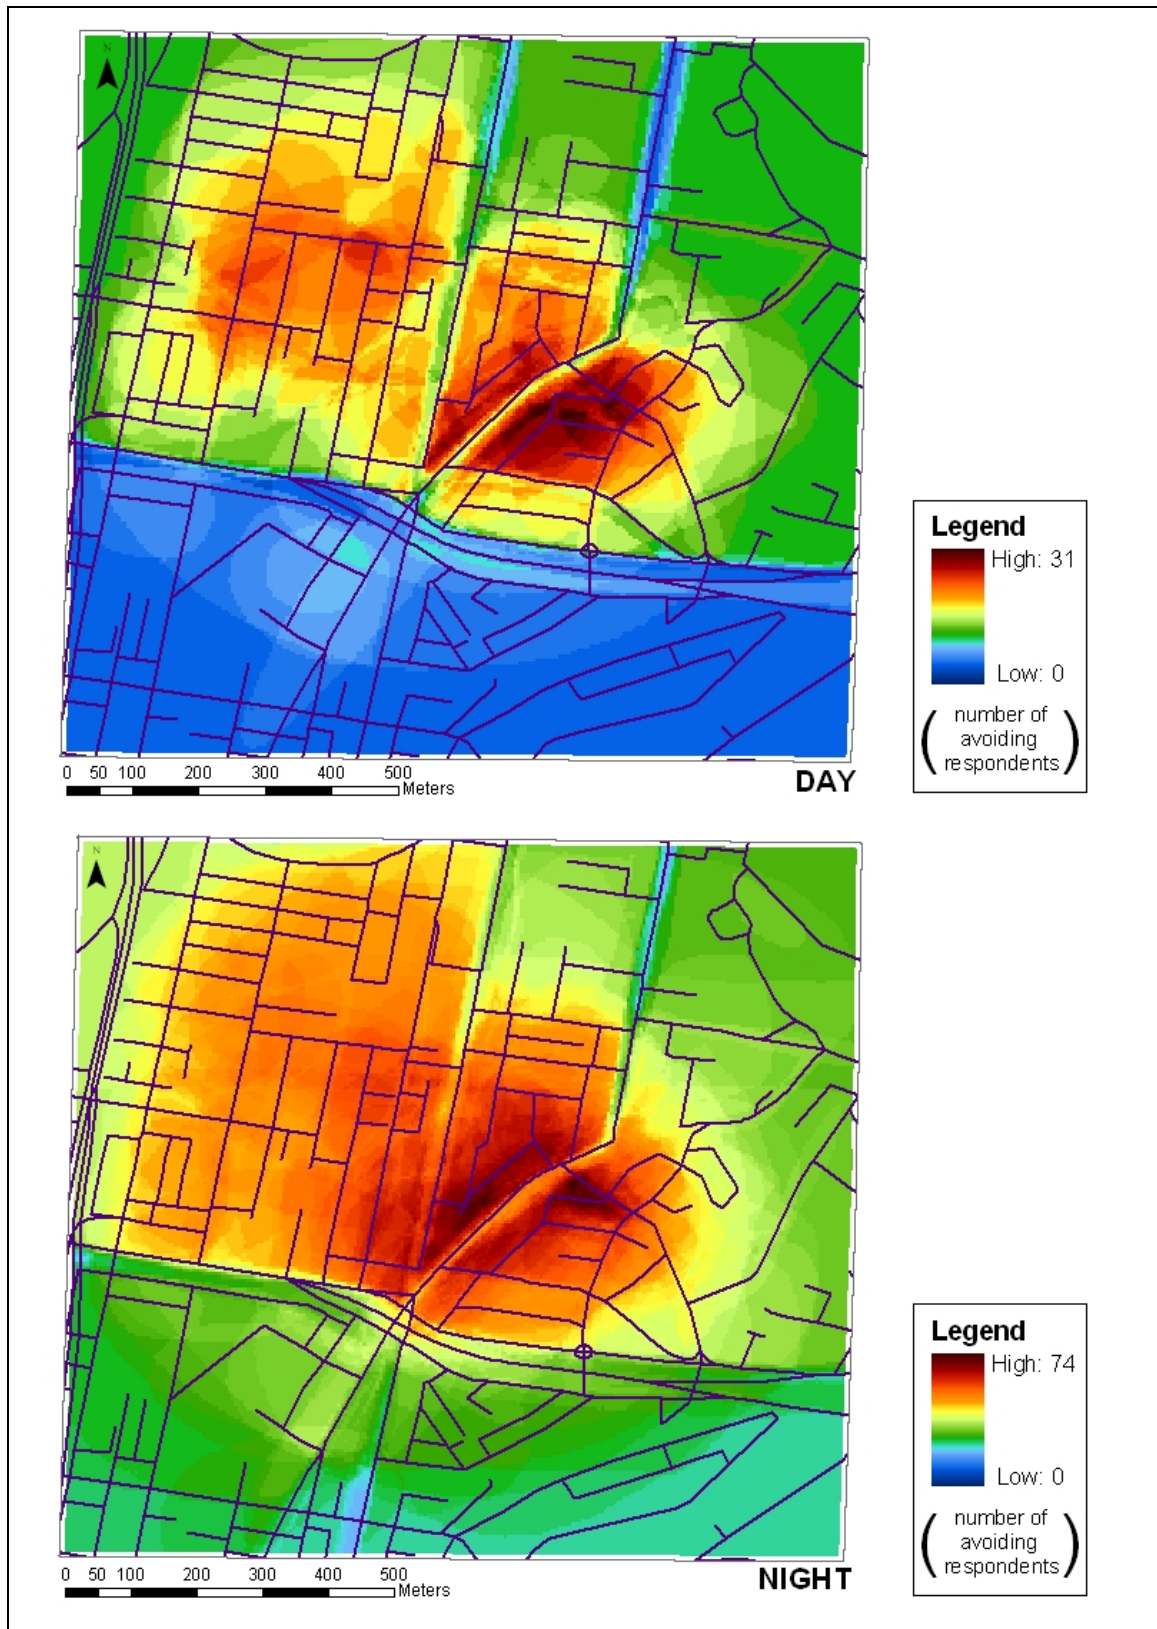 N
Legend
High: 31
Low: 0
( number of
avoiding
respondents )
0 50 100 200 300 400 500
Meters
DAY
N
Legend
High: 74
Low: 0
( number of
avoiding
respondents )
0 50 100 200 300 400 500
Meters
NIGHT